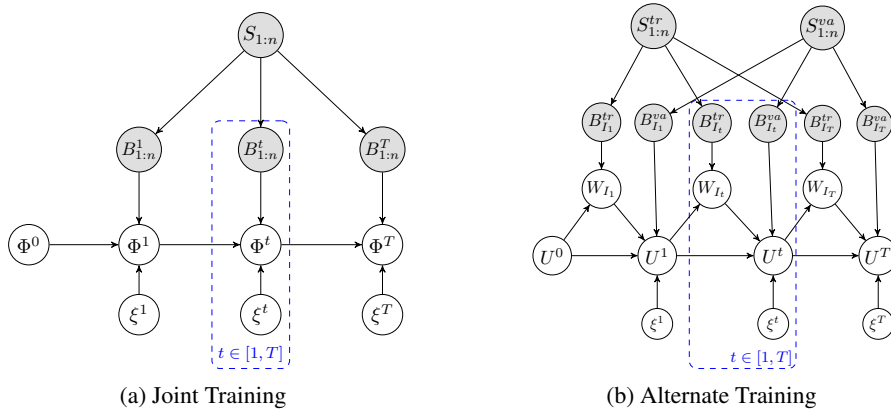 S_{1:n}
B^1_{1:n} B^t_{1:n} B^T_{1:n}
Φ^0 Φ^1 Φ^t Φ^T
ξ^1 ξ^t ξ^T
t ∈ [1, T]
(a) Joint Training
S^{tr}_{1:n} S^{va}_{1:n}
B^{tr}_{I_1} B^{va}_{I_1} B^{tr}_{I_t} B^{va}_{I_t} B^{tr}_{I_T} B^{va}_{I_T}
W_{I_1} W_{I_t} W_{I_T}
U^0 U^1 U^t U^T
ξ^1 ξ^t ξ^T
t ∈ [1, T]
(b) Alternate Training